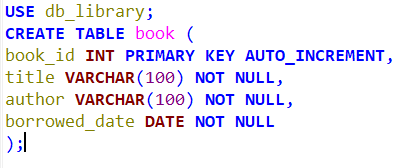 USE db_library;
CREATE TABLE book (
book_id INT PRIMARY KEY AUTO_INCREMENT,
title VARCHAR(100) NOT NULL,
author VARCHAR(100) NOT NULL,
borrowed_date DATE NOT NULL
);